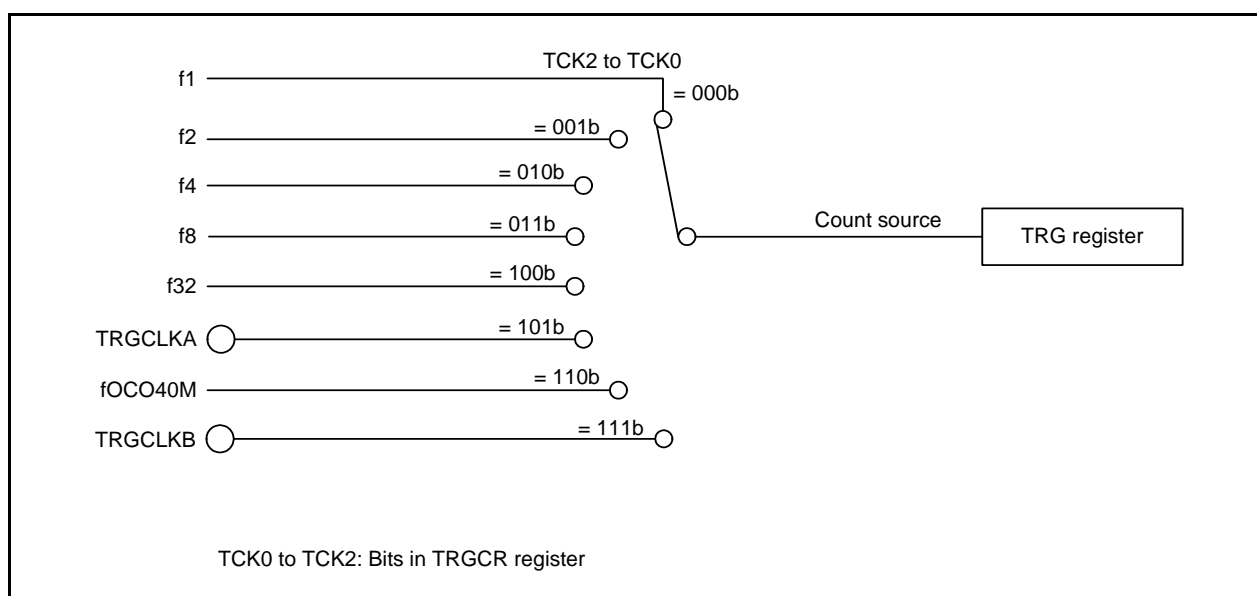 TCK2 to TCK0
f1
= 000b
f2
= 001b
f4
= 010b
f8
= 011b
Count source
TRG register
f32
= 100b
TRGCLKA
= 101b
fOCO40M
= 110b
TRGCLKB
= 111b
TCK0 to TCK2: Bits in TRGCR register